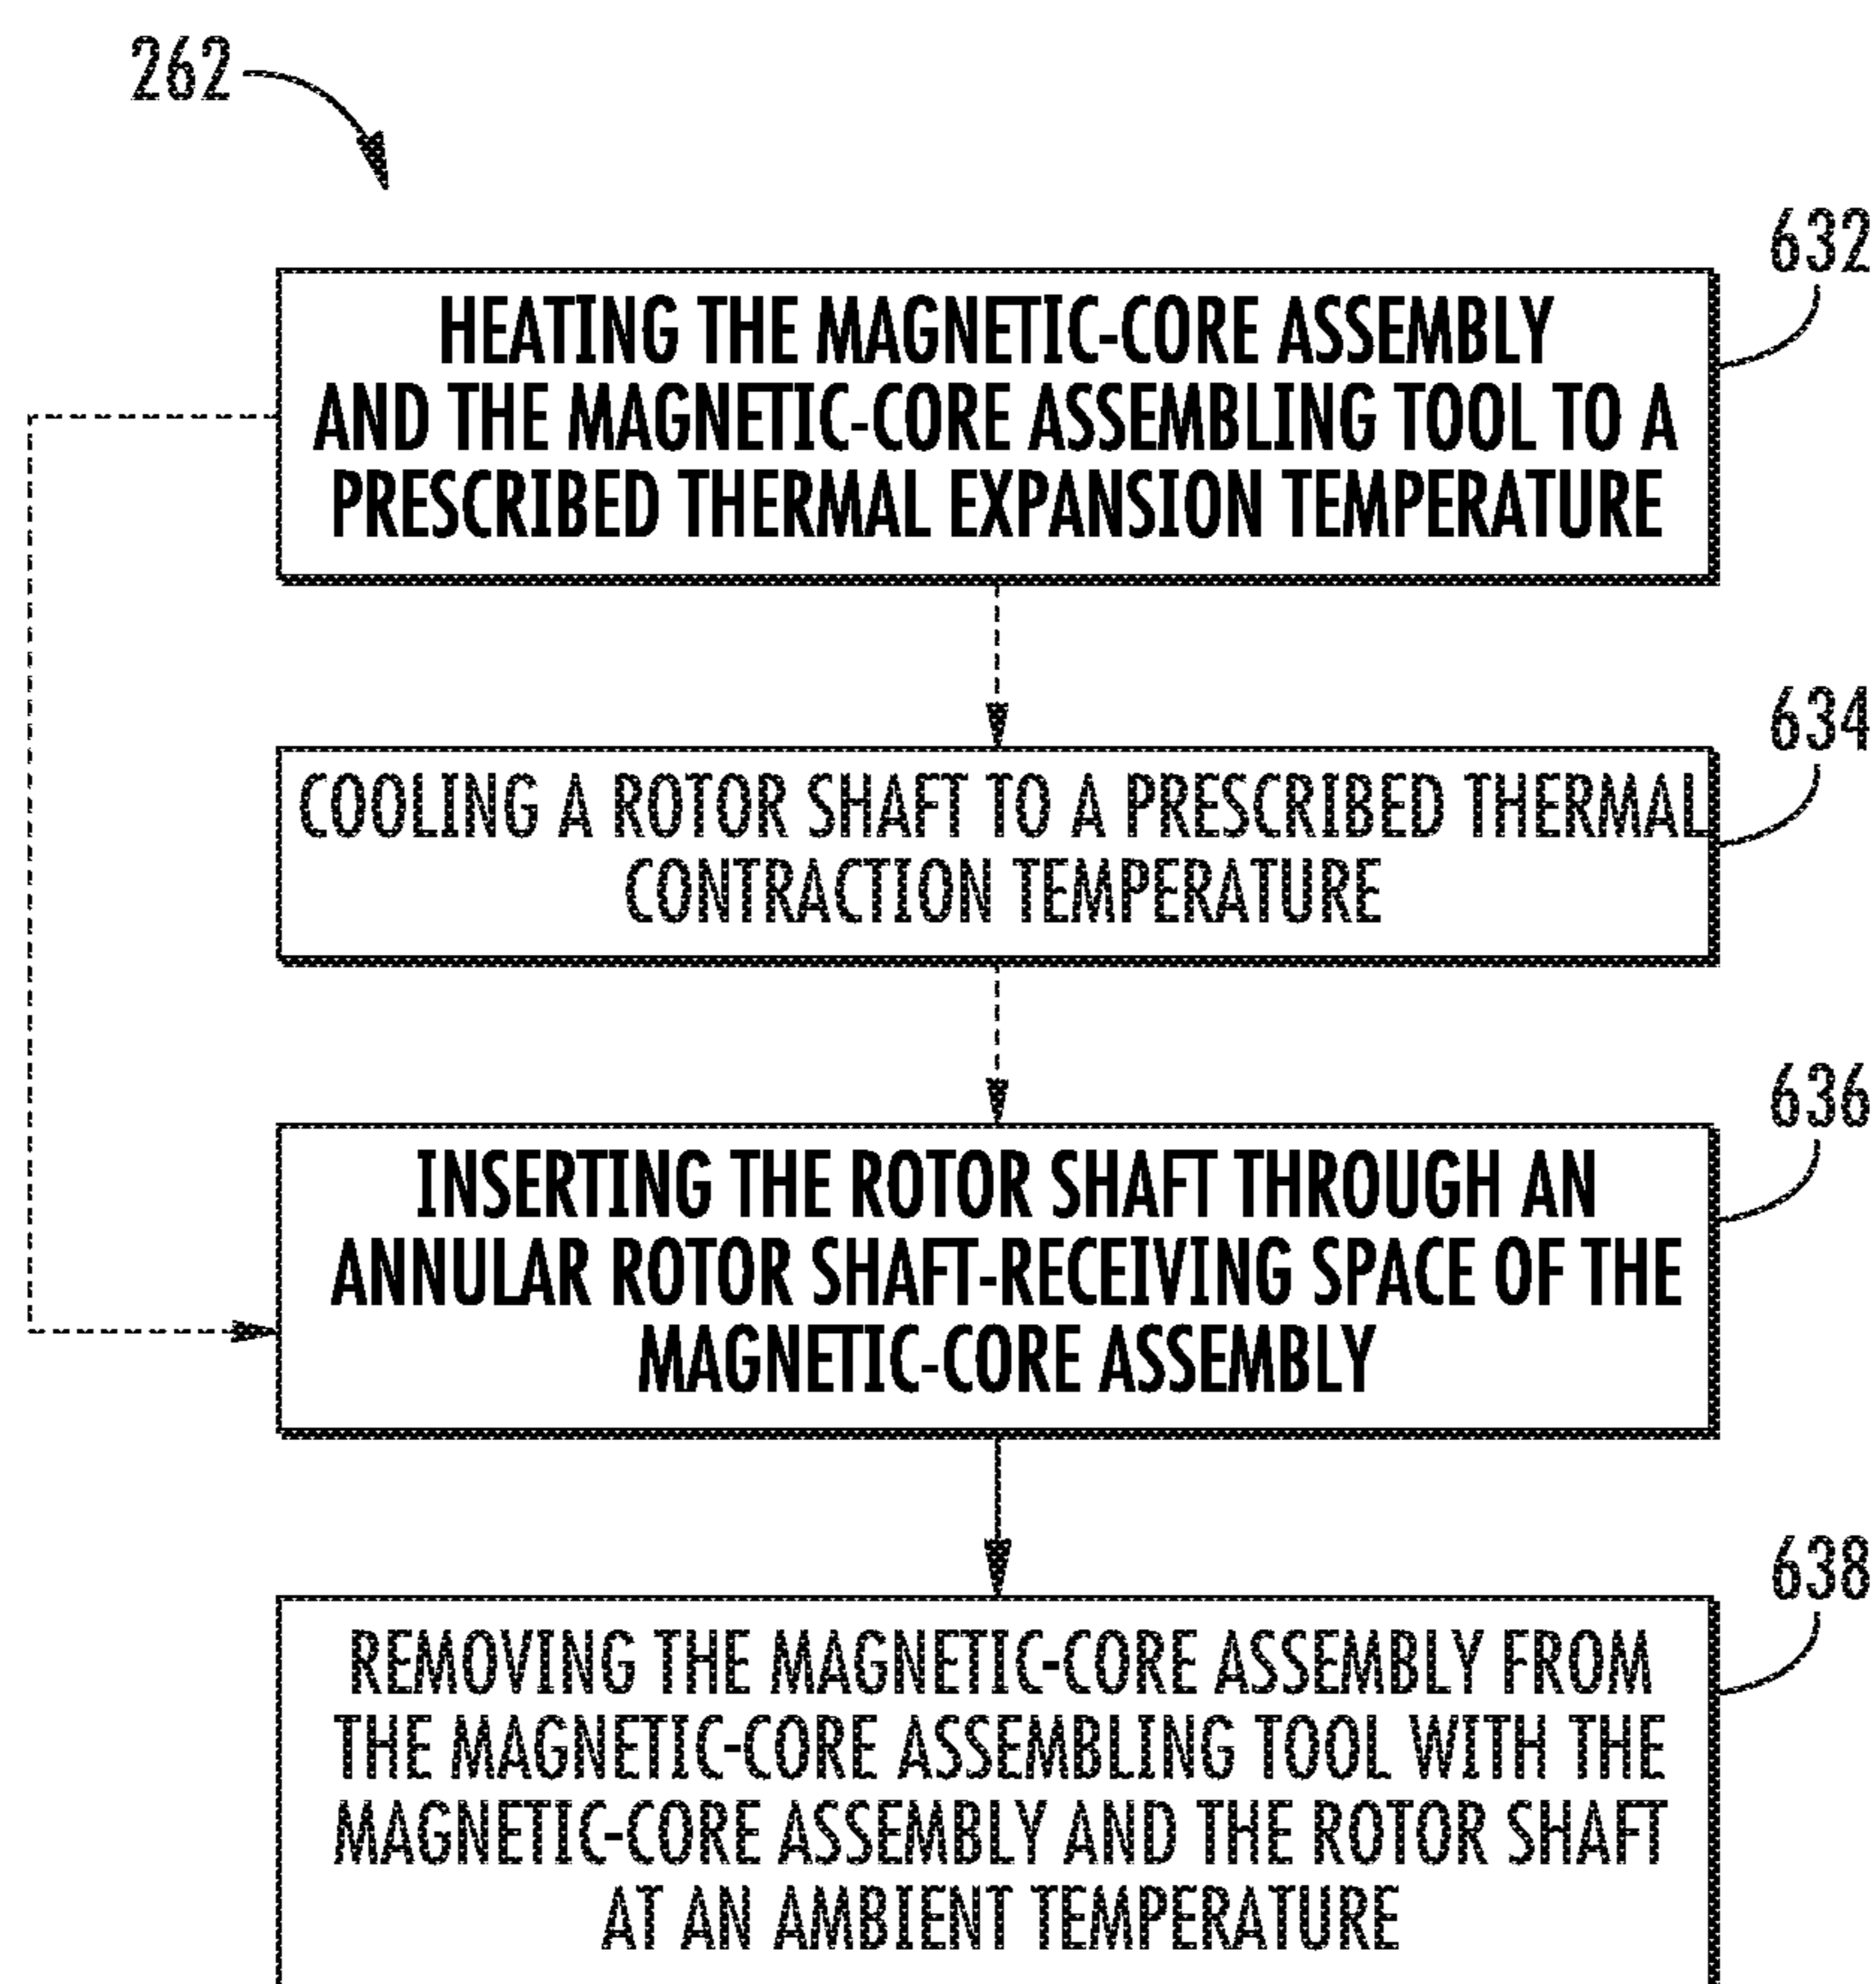 262
632
HEATING THE MAGNETIC-CORE ASSEMBLY
AND THE MAGNETIC-CORE ASSEMBLING TOOL TO A
PRESCRIBED THERMAL EXPANSION TEMPERATURE
634
COOLING A ROTOR SHAFT TO A PRESCRIBED THERMAL
CONTRACTION TEMPERATURE
636
INSERTING THE ROTOR SHAFT THROUGH AN
ANNULAR ROTOR SHAFT-RECEIVING SPACE OF THE
MAGNETIC-CORE ASSEMBLY
638
REMOVING THE MAGNETIC-CORE ASSEMBLY FROM
THE MAGNETIC-CORE ASSEMBLING TOOL WITH THE
MAGNETIC-CORE ASSEMBLY AND THE ROTOR SHAFT
AT AN AMBIENT TEMPERATURE